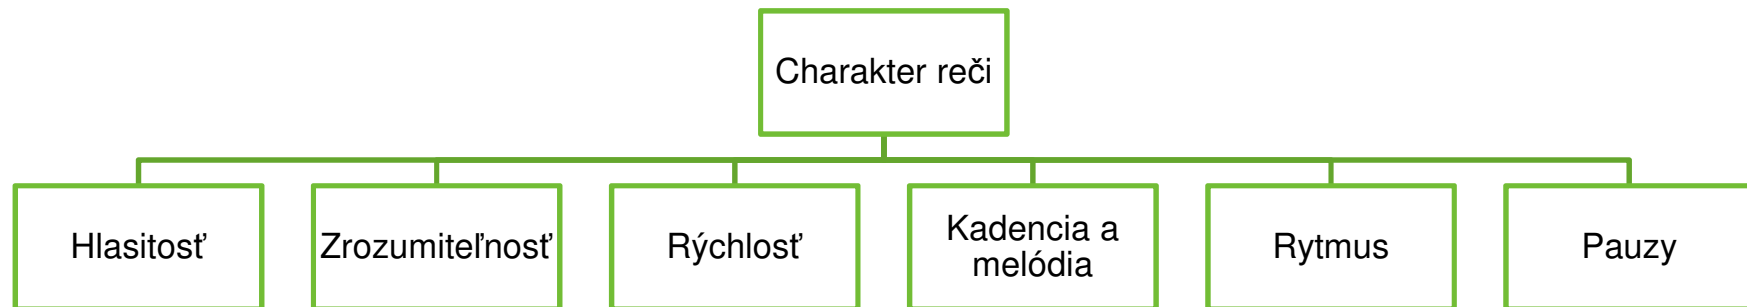 Charakter reči
Hlasitosť
Zrozumiteľnosť
Rýchlosť
Kadencia a
melódia
Rytmus
Pauzy